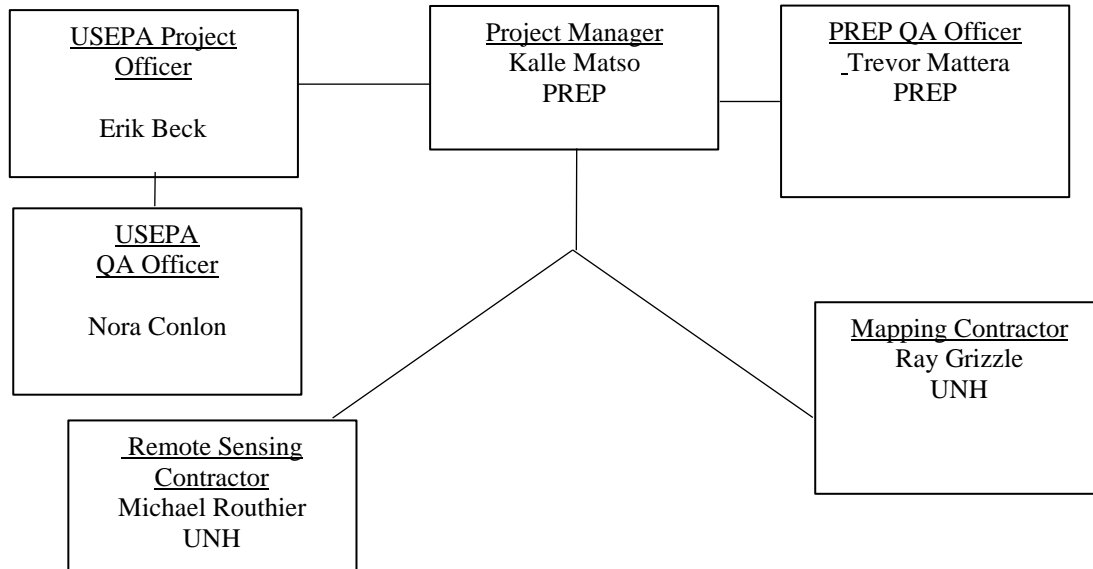 USEPA Project
Officer
Erik Beck
Project Manager
Kalle Matso
PREP
PREP QA Officer
Trevor Mattera
PREP
USEPA
QA Officer
Nora Conlon
Mapping Contractor
Ray Grizzle
UNH
Remote Sensing
Contractor
Michael Routhier
UNH